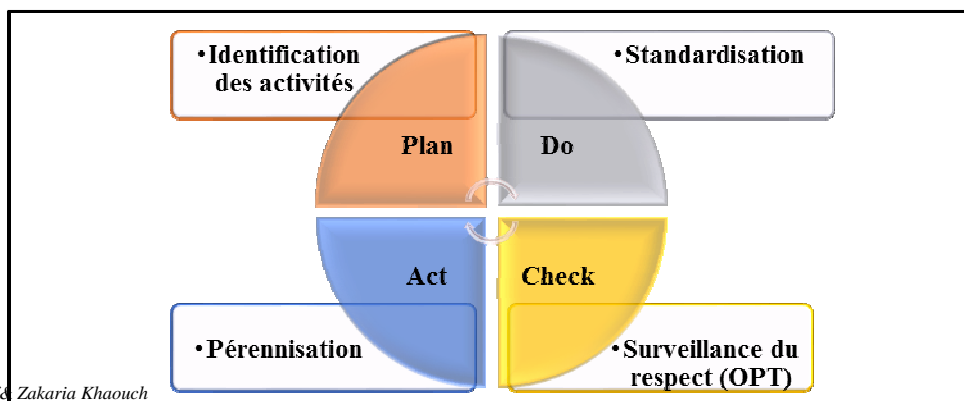 •Identification
des activités
•Standardisation
Plan
Do
Act
Check
•Pérennisation
•Surveillance du
respect (OPT)
& Zakaria Khaouch